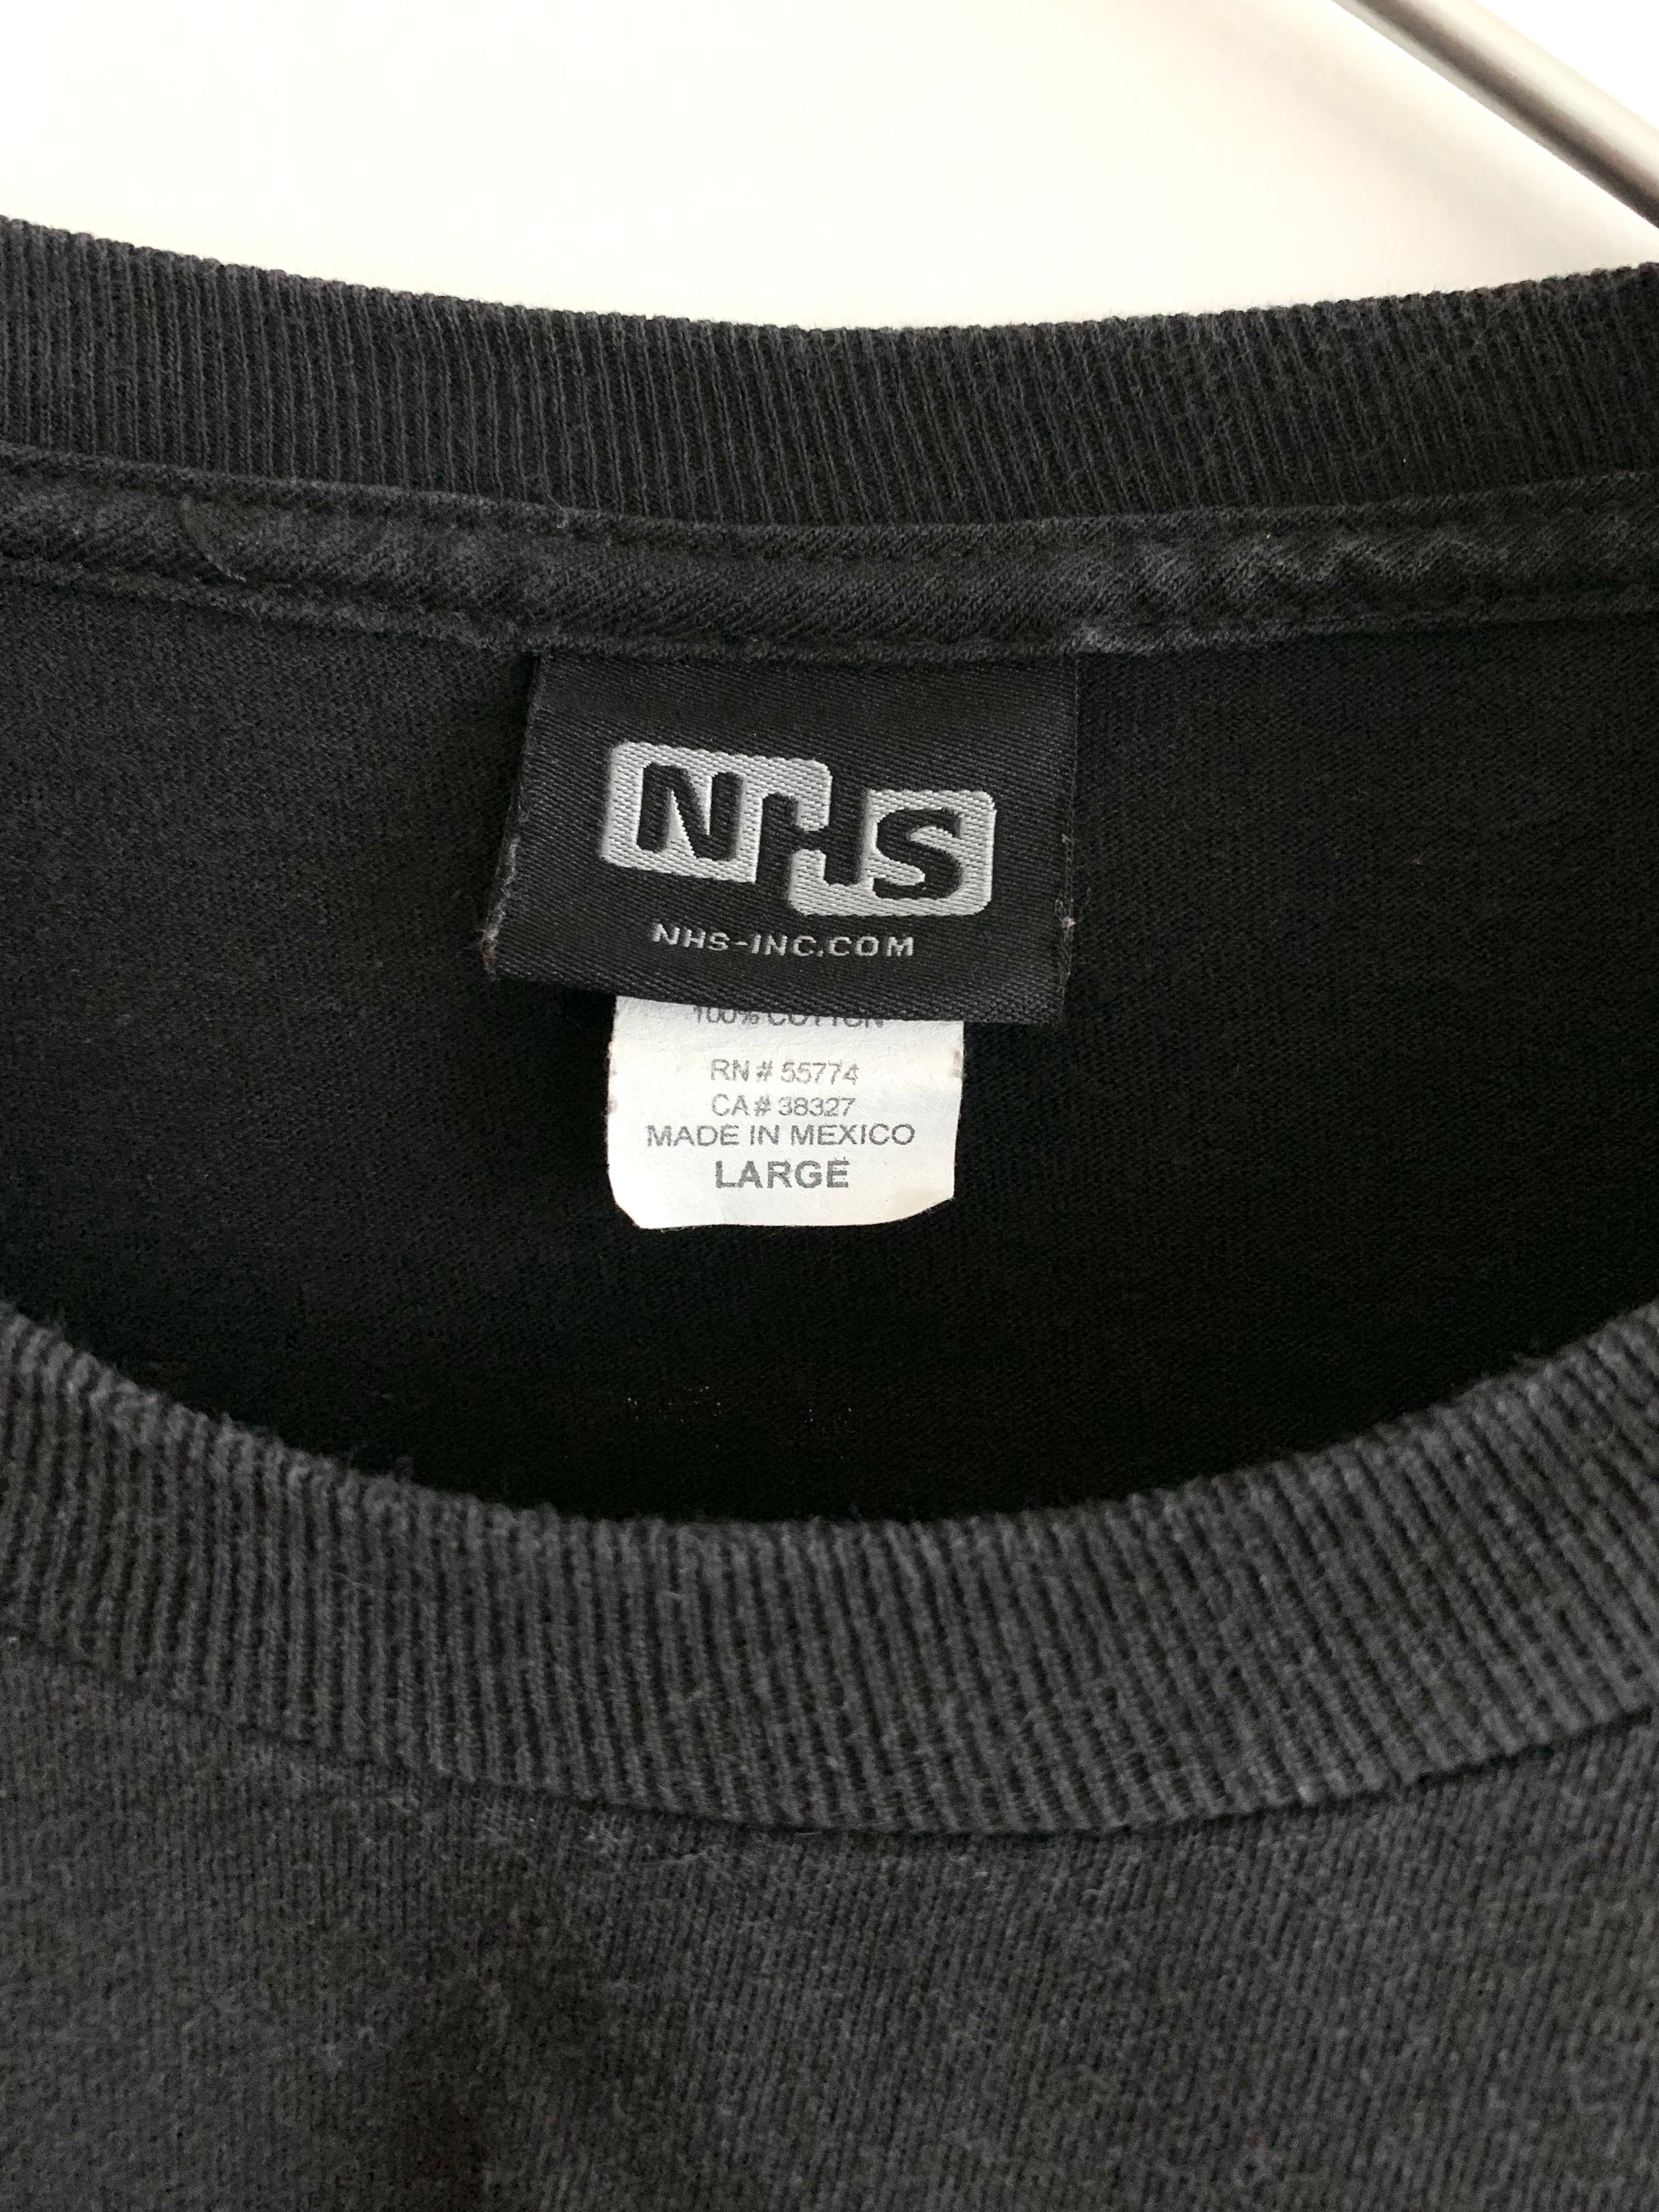 NHS
NHS-INC.COM
100% COTTON
RN # 55774
CA # 38327
MADE IN MEXICO
LARGE